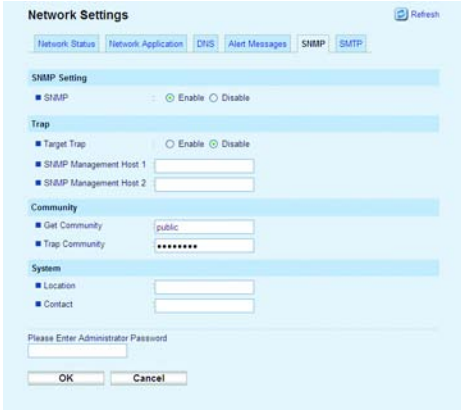 Network Settings
Refresh
Network Status Network Application DNS Alert Messages SNMP SMTP
SNMP Setting
SNMP : Enable Disable
Trap
Target Trap : Enable Disable
SNMP Management Host 1 :
SNMP Management Host 2 :
Community
Get Community : public
Trap Community : ••••••••
System
Location :
Contact :
Please Enter Administrator Password
OK Cancel